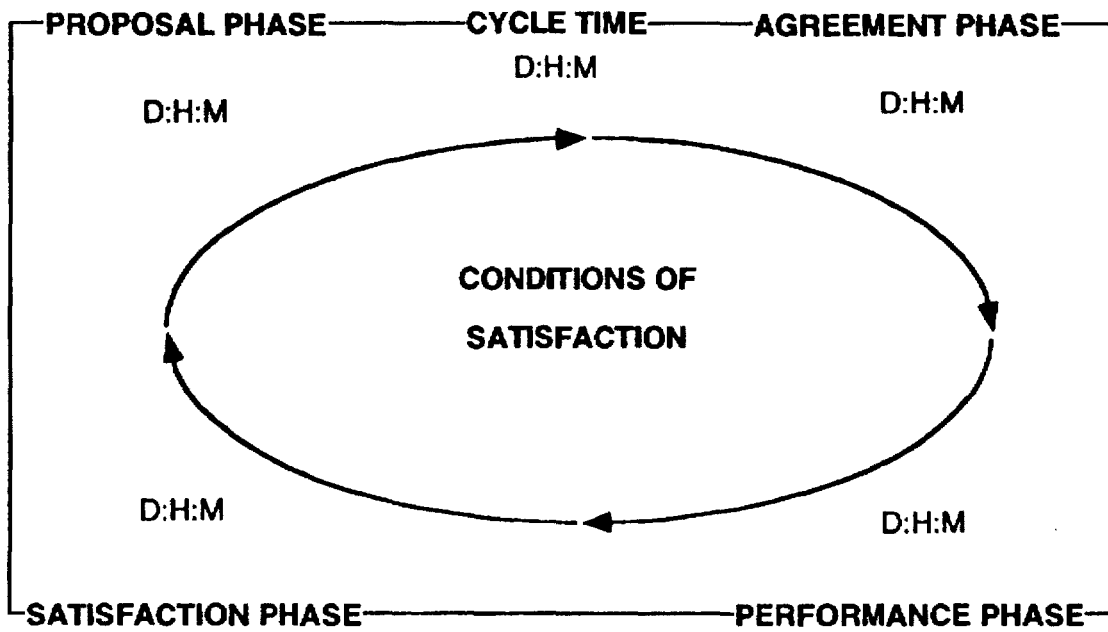 PROPOSAL PHASE CYCLE TIME AGREEMENT PHASE
D:H:M
D:H:M D:H:M
CONDITIONS OF
SATISFACTION
D:H:M D:H:M
SATISFACTION PHASE PERFORMANCE PHASE